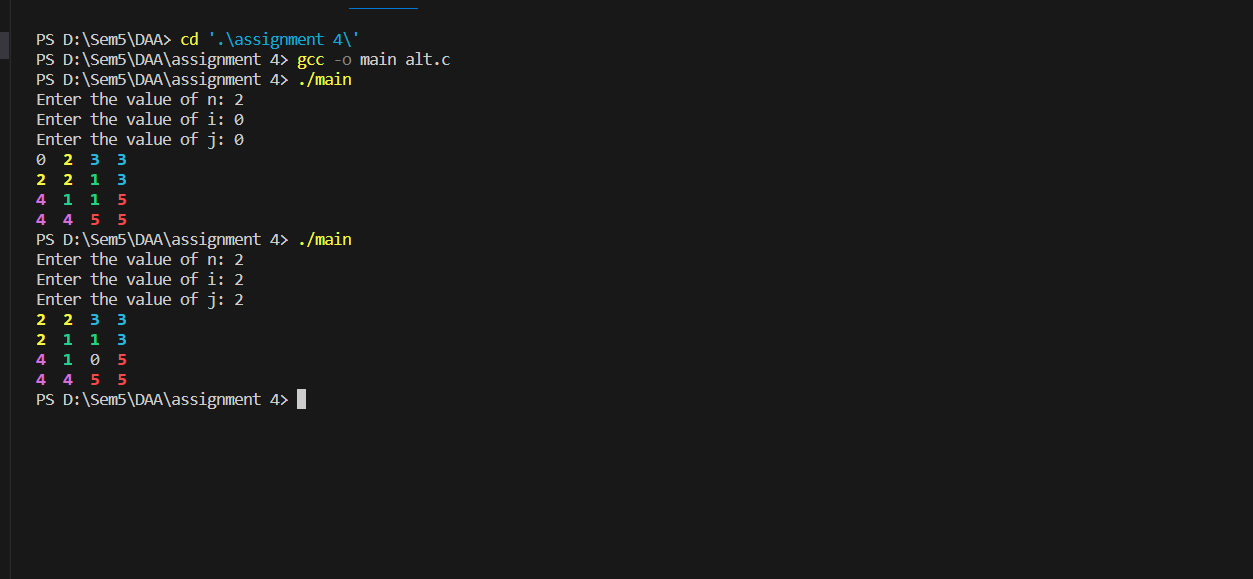 PS D:\Sem5\DAA> cd '.\assignment 4\'
PS D:\Sem5\DAA\assignment 4> gcc -o main alt.c
PS D:\Sem5\DAA\assignment 4> ./main
Enter the value of n: 2
Enter the value of i: 0
Enter the value of j: 0
0 2 3 3
2 2 1 3
4 1 1 5
4 4 5 5
PS D:\Sem5\DAA\assignment 4> ./main
Enter the value of n: 2
Enter the value of i: 2
Enter the value of j: 2
2 2 3 3
2 1 1 3
4 1 0 5
4 4 5 5
PS D:\Sem5\DAA\assignment 4>